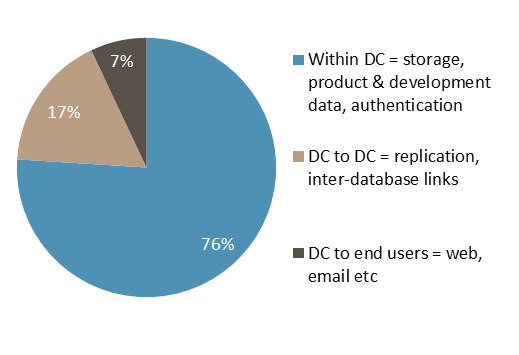 7%
17%
76%
Within DC = storage,
product & development
data, authentication
DC to DC = replication,
inter-database links
DC to end users = web,
email etc